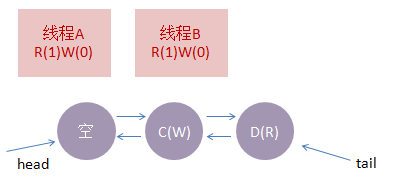 线程A
R(1)W(0)
线程B
R(1)W(0)
空
C(W)
D(R)
head
tail